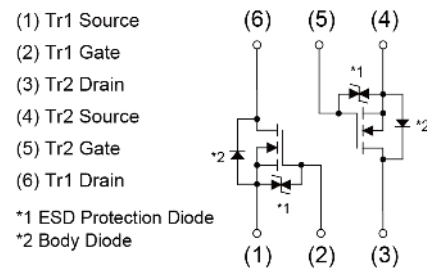 (1) Tr1 Source
(2) Tr1 Gate
(3) Tr2 Drain
(4) Tr2 Source
(5) Tr2 Gate
(6) Tr1 Drain
*1 ESD Protection Diode
*2 Body Diode
(6) (5) (4)
*1
*2
*2
*1
(1) (2) (3)